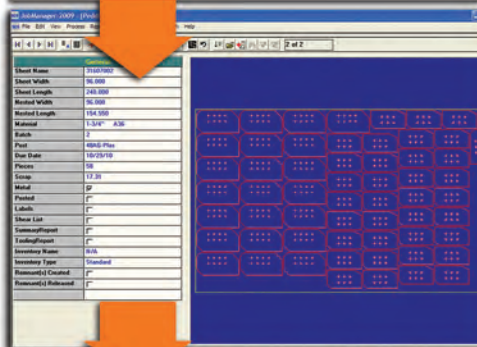 JobManager 2009
File Edit View Process Help
2 of 2
General
Sheet Name 31607002
Sheet Width 96.000
Sheet Length 240.000
Nested Width 96.000
Nested Length 194.550
Material 1-3/4" A36
Batch 2
Post
Due Date 10/29/10
Pieces 58
Scrap 17.31
Nested
Posted
Labels
Shear List
SummaryReport
ToolingReport
Inventory Name N/A
Inventory Type Standard
Remnant(s) Created
Remnant(s) Released